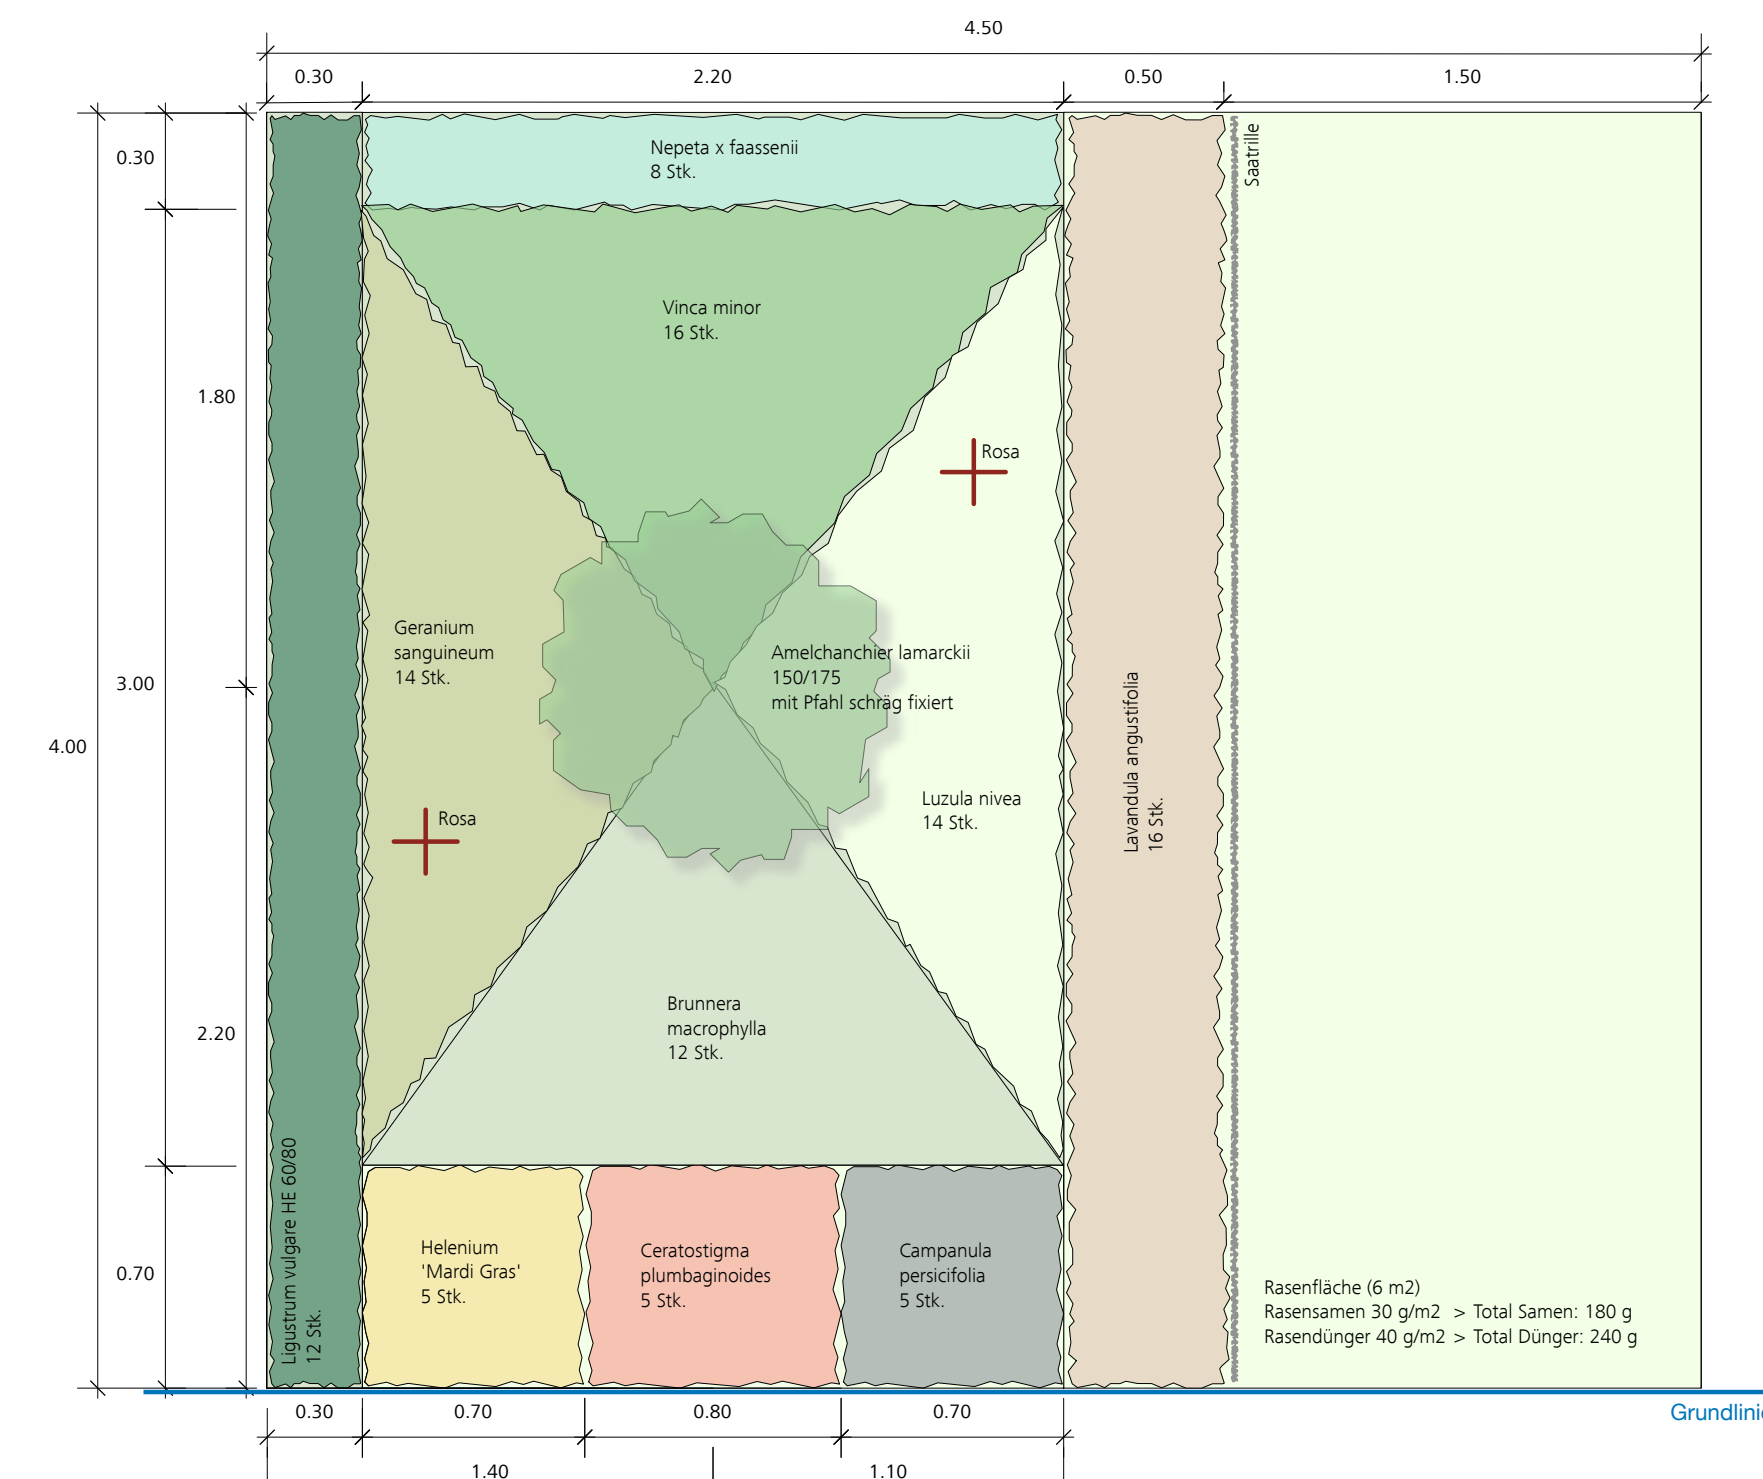 4.50
0.30 2.20 0.50 1.50
0.30
Nepeta x faassenii
8 Stk.
Saatrille
Vinca minor
16 Stk.
1.80
Rosa
Geranium
sanguineum
14 Stk.
Amelchanchier lamarckii
150/175
mit Pfahl schräg fixiert
3.00
4.00
Lavandula angustifolia
16 Stk.
Luzula nivea
14 Stk.
Rosa
Brunnera
macrophylla
12 Stk.
2.20
Ligustrum vulgare HE 60/80
12 Stk.
0.70
Helenium
'Mardi Gras'
5 Stk.
Ceratostigma
plumbaginoides
5 Stk.
Campanula
persicifolia
5 Stk.
Rasenfläche (6 m2)
Rasensamen 30 g/m2 > Total Samen: 180 g
Rasendünger 40 g/m2 > Total Dünger: 240 g
Grundlini
0.30 0.70 0.80 0.70
1.40 1.10